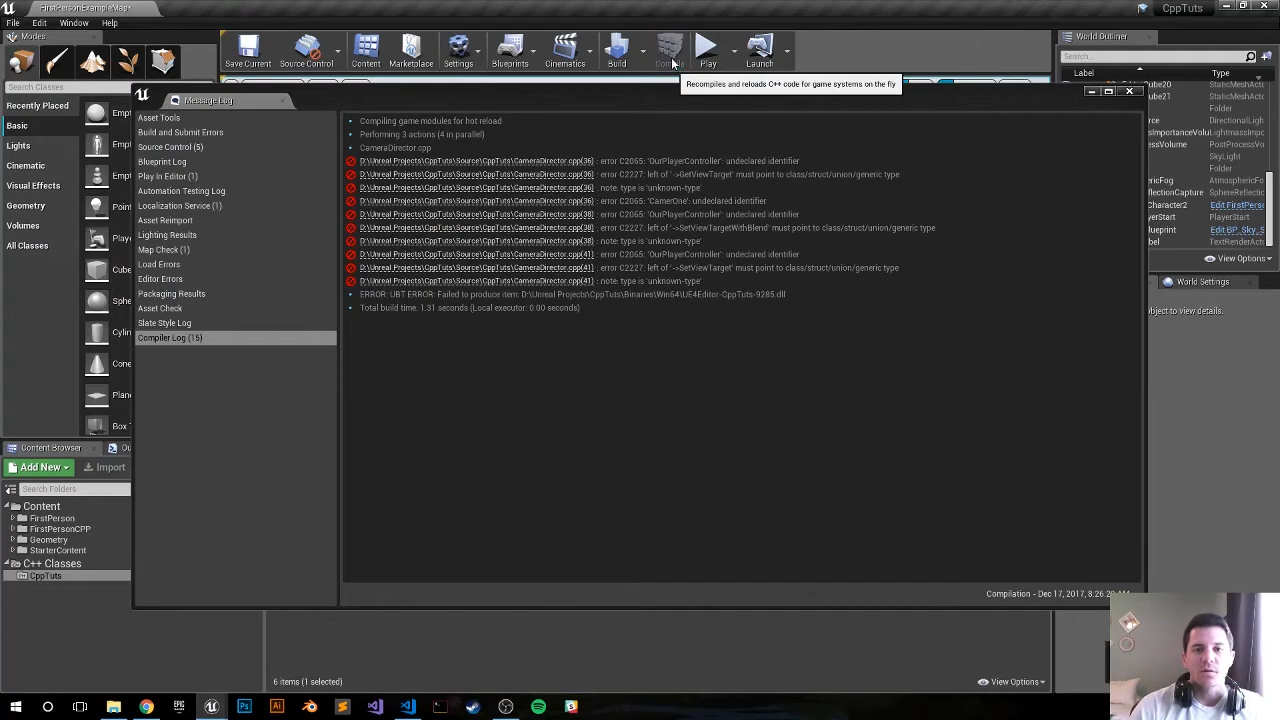 FirstPersonExampleMap*
CppTuts
File Edit Window Help
Modes
World Outliner
Save Current Source Control Content Marketplace Settings Blueprints Cinematics Build Compile Play Launch
Search Classes
Search...
Recompiles and reloads C++ code for game systems on the fly
Label Type
Recently Placed
Basic
Lights
Cinematic
Visual Effects
Geometry
Volumes
All Classes
Message Log
Asset Tools
Build and Submit Errors
Source Control (5)
Blueprint Log
Play In Editor (1)
Automation Testing Log
Localization Service (1)
Asset Reimport
Lighting Results
Map Check (1)
Load Errors
Editor Errors
Packaging Results
Asset Check
Slate Style Log
Compiler Log (15)
Compiling game modules for hot reload
Performing 3 actions (4 in parallel)
CameraDirector.cpp
D:\Unreal Projects\CppTuts\Source\CppTuts\CameraDirector.cpp(36) : error C2065: 'OurPlayerController': undeclared identifier
D:\Unreal Projects\CppTuts\Source\CppTuts\CameraDirector.cpp(36) : error C2227: left of '->GetViewTarget' must point to class/struct/union/generic type
D:\Unreal Projects\CppTuts\Source\CppTuts\CameraDirector.cpp(36) : note: type is 'unknown-type'
D:\Unreal Projects\CppTuts\Source\CppTuts\CameraDirector.cpp(36) : error C2065: 'CamerOne': undeclared identifier
D:\Unreal Projects\CppTuts\Source\CppTuts\CameraDirector.cpp(38) : error C2065: 'OurPlayerController': undeclared identifier
D:\Unreal Projects\CppTuts\Source\CppTuts\CameraDirector.cpp(38) : error C2227: left of '->SetViewTargetWithBlend' must point to class/struct/union/generic type
D:\Unreal Projects\CppTuts\Source\CppTuts\CameraDirector.cpp(38) : note: type is 'unknown-type'
D:\Unreal Projects\CppTuts\Source\CppTuts\CameraDirector.cpp(41) : error C2065: 'OurPlayerController': undeclared identifier
D:\Unreal Projects\CppTuts\Source\CppTuts\CameraDirector.cpp(41) : error C2227: left of '->SetViewTarget' must point to class/struct/union/generic type
D:\Unreal Projects\CppTuts\Source\CppTuts\CameraDirector.cpp(41) : note: type is 'unknown-type'
ERROR: UBT ERROR: Failed to produce item: D:\Unreal Projects\CppTuts\Binaries\Win64\UE4Editor-CppTuts-9285.dll
Total build time: 1.31 seconds (Local executor: 0.00 seconds)
Compilation - Dec 17, 2017, 8:26:20 AM
EditCube20 StaticMeshActo
Cube21 StaticMeshActo
Folder
DirectionalLigh
LightmassImpor
PostProcessVolu
SkyLight
Folder
AtmosphericFo
SphereReflectio
Character2 Edit FirstPerso
PlayerStart
Edit BP_Sky_S
TextRenderActo
View Options
World Settings
Content Browser
Add New Import
Search Folders
Content
FirstPerson
FirstPersonCPP
Geometry
StarterContent
C++ Classes
CppTuts
6 items (1 selected)
View Options